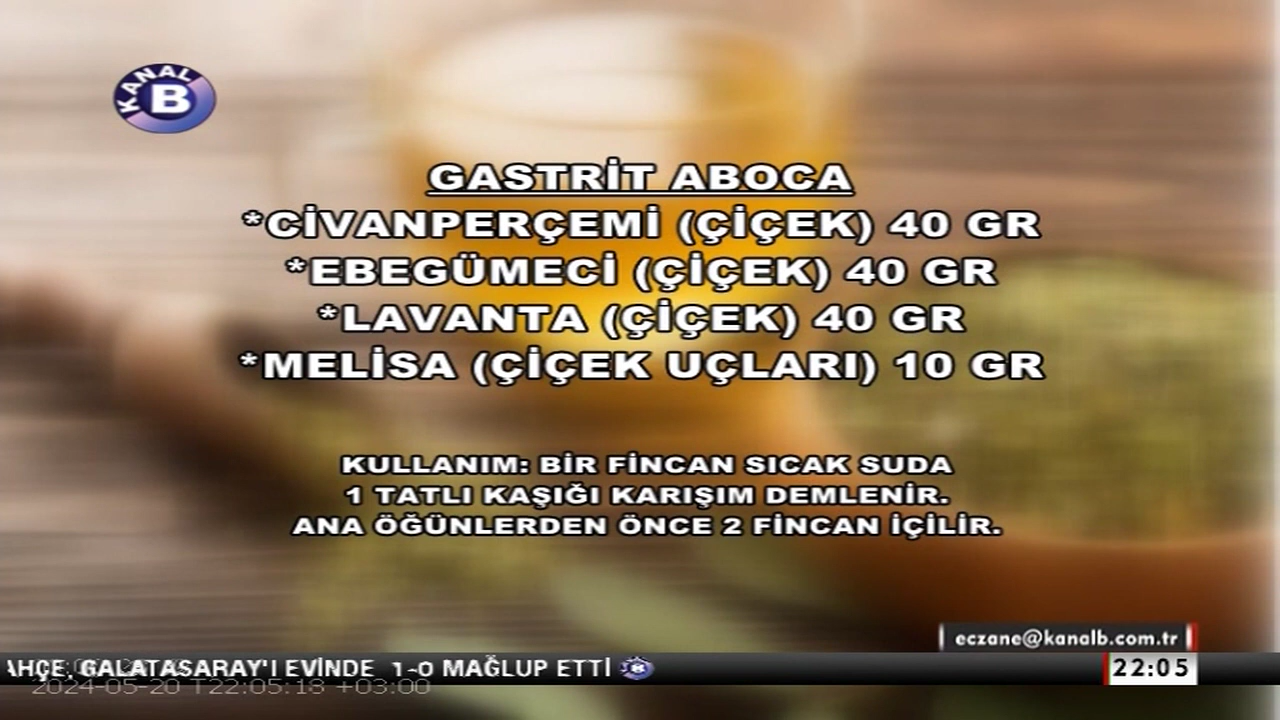 KANAL
B
GASTRİT ABOCA
*CİVANPERÇEMİ (ÇİÇEK) 40 GR
*EBEGÜMECİ (ÇİÇEK) 40 GR
*LAVANTA (ÇİÇEK) 40 GR
*MELİSA (ÇİÇEK UÇLARI) 10 GR
KULLANIM: BİR FİNCAN SICAK SUDA
1 TATLI KAŞIĞI KARIŞIM DEMLENİR.
ANA ÖĞÜNLERDEN ÖNCE 2 FİNCAN İÇİLİR.
eczane@kanalb.com.tr
AHÇE, GALATASARAY'I EVİNDE 1-0 MAĞLUP ETTİ B
22:05
2024-05-20 T22:05:18 +03:00